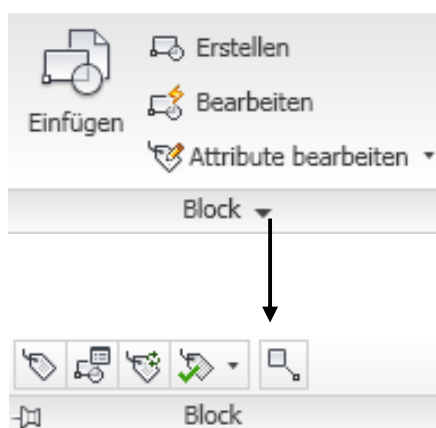 Erstellen
Einfügen
Bearbeiten
Attribute bearbeiten
Block
Block